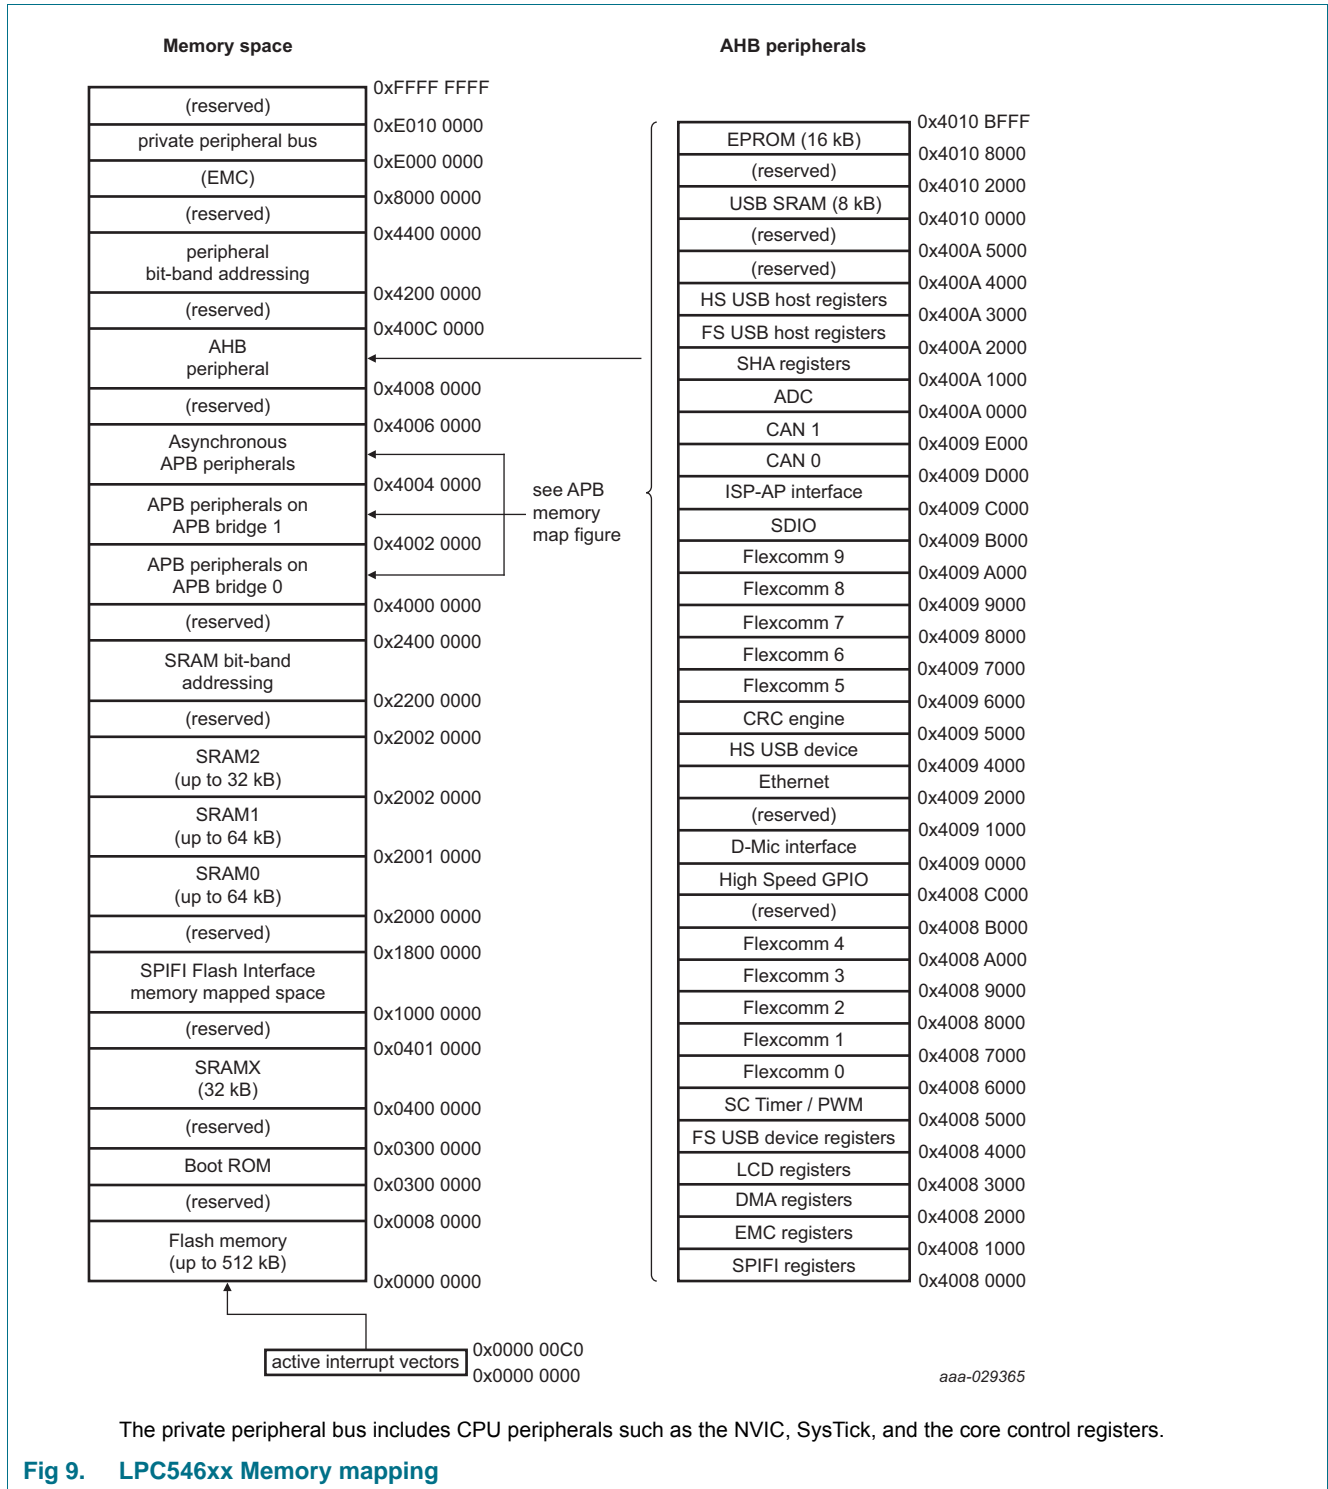 Memory space
0xFFFF FFFF
(reserved)
0xE010 0000
private peripheral bus
0xE000 0000
(EMC)
0x8000 0000
(reserved)
0x4400 0000
peripheral
bit-band addressing
0x4200 0000
(reserved)
0x400C 0000
AHB
peripheral
0x4008 0000
(reserved)
0x4006 0000
Asynchronous
APB peripherals
0x4004 0000
APB peripherals on
APB bridge 1
0x4002 0000
APB peripherals on
APB bridge 0
0x4000 0000
(reserved)
0x2400 0000
SRAM bit-band
addressing
0x2200 0000
(reserved)
0x2002 0000
SRAM2
(up to 32 kB)
0x2002 0000
SRAM1
(up to 64 kB)
0x2001 0000
SRAM0
(up to 64 kB)
0x2000 0000
(reserved)
0x1800 0000
SPIFI Flash Interface
memory mapped space
0x1000 0000
(reserved)
0x0401 0000
SRAMX
(32 kB)
0x0400 0000
(reserved)
0x0300 0000
Boot ROM
0x0300 0000
(reserved)
0x0008 0000
Flash memory
(up to 512 kB)
0x0000 0000
active interrupt vectors
0x0000 00C0
0x0000 0000
see APB
memory
map figure
AHB peripherals
0x4010 BFFF
EPROM (16 kB)
0x4010 8000
(reserved)
0x4010 2000
USB SRAM (8 kB)
0x4010 0000
(reserved)
0x400A 5000
(reserved)
0x400A 4000
HS USB host registers
0x400A 3000
FS USB host registers
0x400A 2000
SHA registers
0x400A 1000
ADC
0x400A 0000
CAN 1
0x4009 E000
CAN 0
0x4009 D000
ISP-AP interface
0x4009 C000
SDIO
0x4009 B000
Flexcomm 9
0x4009 A000
Flexcomm 8
0x4009 9000
Flexcomm 7
0x4009 8000
Flexcomm 6
0x4009 7000
Flexcomm 5
0x4009 6000
CRC engine
0x4009 5000
HS USB device
0x4009 4000
Ethernet
0x4009 2000
(reserved)
0x4009 1000
D-Mic interface
0x4009 0000
High Speed GPIO
0x4008 C000
(reserved)
0x4008 B000
Flexcomm 4
0x4008 A000
Flexcomm 3
0x4008 9000
Flexcomm 2
0x4008 8000
Flexcomm 1
0x4008 7000
Flexcomm 0
0x4008 6000
SC Timer / PWM
0x4008 5000
FS USB device registers
0x4008 4000
LCD registers
0x4008 3000
DMA registers
0x4008 2000
EMC registers
0x4008 1000
SPIFI registers
0x4008 0000
aaa-029365
The private peripheral bus includes CPU peripherals such as the NVIC, SysTick, and the core control registers.
Fig 9. LPC546xx Memory mapping